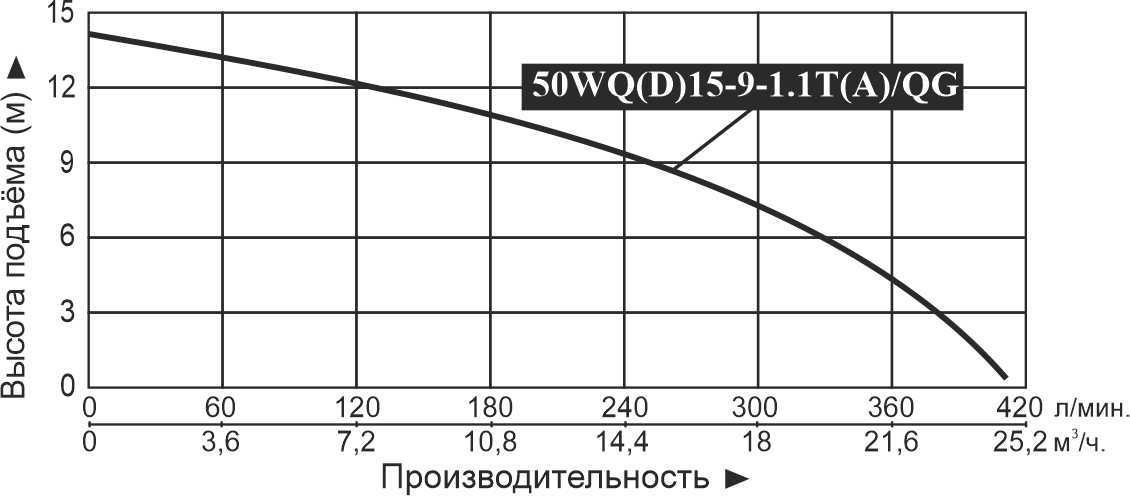 15
50WQ(D)15-9-1.1T(A)/QG
12
9
6
3
0
Высота подъёма (м) ►
0 60 120 180 240 300 360 420 л/мин.
0 3,6 7,2 10,8 14,4 18 21,6 25,2 м³/ч.
Производительность ►